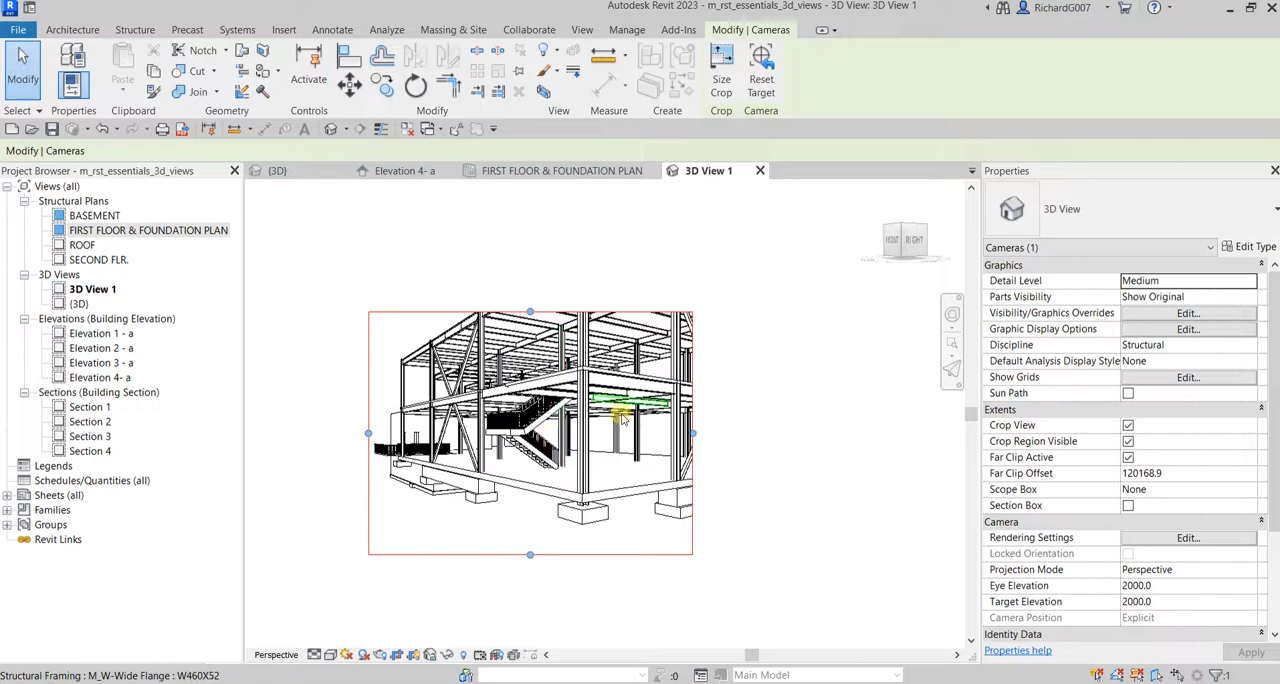 Autodesk Revit 2023 - m_rst_essentials_3d_views - 3D View: 3D View 1
RichardG007
File
Architecture
Structure
Precast
Systems
Insert
Annotate
Analyze
Massing & Site
Collaborate
View
Manage
Add-Ins
Modify | Cameras
Modify
Paste
Notch
Cut
Join
Activate
Size
Crop
Reset
Target
Select
Properties
Clipboard
Geometry
Controls
Modify
View
Measure
Create
Crop
Camera
Modify | Cameras
Project Browser - m_rst_essentials_3d_views
{3D}
Elevation 4- a
FIRST FLOOR & FOUNDATION PLAN
3D View 1
Properties
Views (all)
Structural Plans
BASEMENT
FIRST FLOOR & FOUNDATION PLAN
ROOF
SECOND FLR.
3D Views
3D View 1
{3D}
Elevations (Building Elevation)
Elevation 1 - a
Elevation 2 - a
Elevation 3 - a
Elevation 4- a
Sections (Building Section)
Section 1
Section 2
Section 3
Section 4
Legends
Schedules/Quantities (all)
Sheets (all)
Families
Groups
Revit Links
FRONT
RIGHT
3D View
Cameras (1)
Edit Type
Graphics
Detail Level Medium
Parts Visibility Show Original
Visibility/Graphics Overrides Edit...
Graphic Display Options Edit...
Discipline Structural
Default Analysis Display Style None
Show Grids Edit...
Sun Path
Extents
Crop View
Crop Region Visible
Far Clip Active
Far Clip Offset 120168.9
Scope Box None
Section Box
Camera
Rendering Settings Edit...
Locked Orientation
Projection Mode Perspective
Eye Elevation 2000.0
Target Elevation 2000.0
Camera Position Explicit
Identity Data
Properties help
Apply
Perspective
Structural Framing : M_W-Wide Flange : W460X52
:0
Main Model
:1